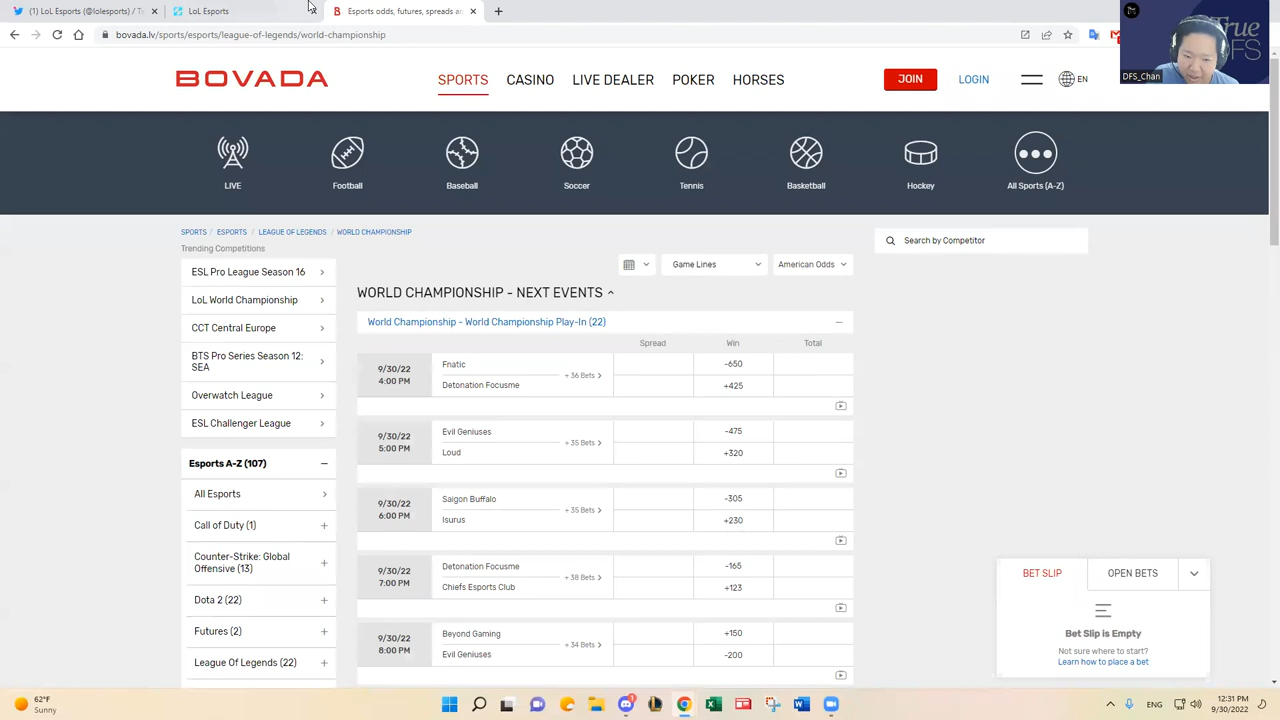 LoL Esports (@lolesports) / T
LoL Esports
Esports odds, futures, spreads a
bovada.lv/sports/esports/league-of-legends/world-championship
DFS_Chan
BOVADA
SPORTS CASINO LIVE DEALER POKER HORSES
JOIN LOGIN EN
LIVE Football Baseball Soccer Tennis Basketball Hockey All Sports (A-Z)
SPORTS / ESPORTS / LEAGUE OF LEGENDS / WORLD CHAMPIONSHIP
Trending Competitions
ESL Pro League Season 16
LoL World Championship
CCT Central Europe
BTS Pro Series Season 12:
SEA
Overwatch League
ESL Challenger League
Esports A-Z (107)
All Esports
Call of Duty (1)
Counter-Strike: Global
Offensive (13)
Dota 2 (22)
Futures (2)
League Of Legends (22)
Game Lines American Odds
WORLD CHAMPIONSHIP - NEXT EVENTS
World Championship - World Championship Play-In (22)
Spread Win Total
9/30/22
4:00 PM
Fnatic -650
+ 36 Bets
Detonation Focusme +425
9/30/22
5:00 PM
Evil Geniuses -475
+ 35 Bets
Loud +320
9/30/22
6:00 PM
Saigon Buffalo -305
+ 35 Bets
Isurus +230
9/30/22
7:00 PM
Detonation Focusme -165
+ 38 Bets
Chiefs Esports Club +123
9/30/22
8:00 PM
Beyond Gaming +150
+ 34 Bets
Evil Geniuses -200
Search by Competitor
BET SLIP OPEN BETS
Bet Slip is Empty
Not sure where to start?
Learn how to place a bet
62°F
Sunny
ENG
12:31 PM
9/30/2022